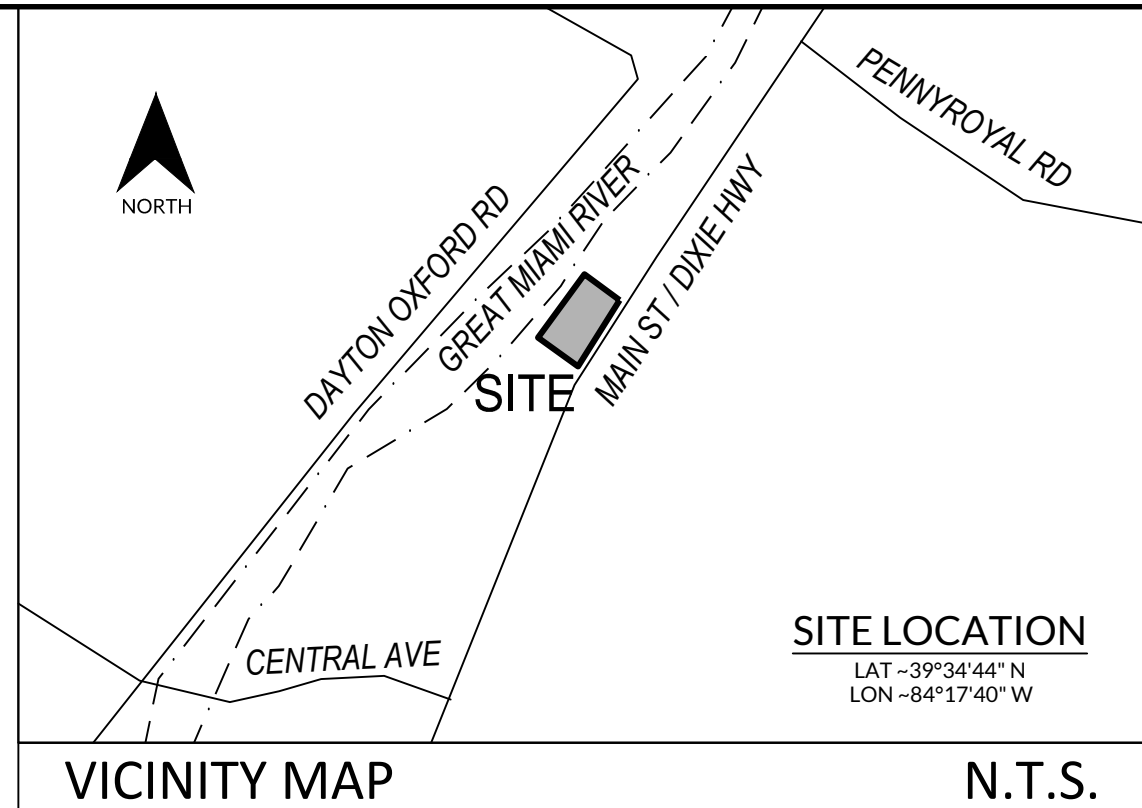 PENNYROYAL RD
NORTH
DAYTON OXFORD RD
GREAT MIAMI RIVER
MAIN ST / DIXIE HWY
SITE
CENTRAL AVE
SITE LOCATION
LAT ~39°34'44" N
LON ~84°17'40" W
VICINITY MAP
N.T.S.